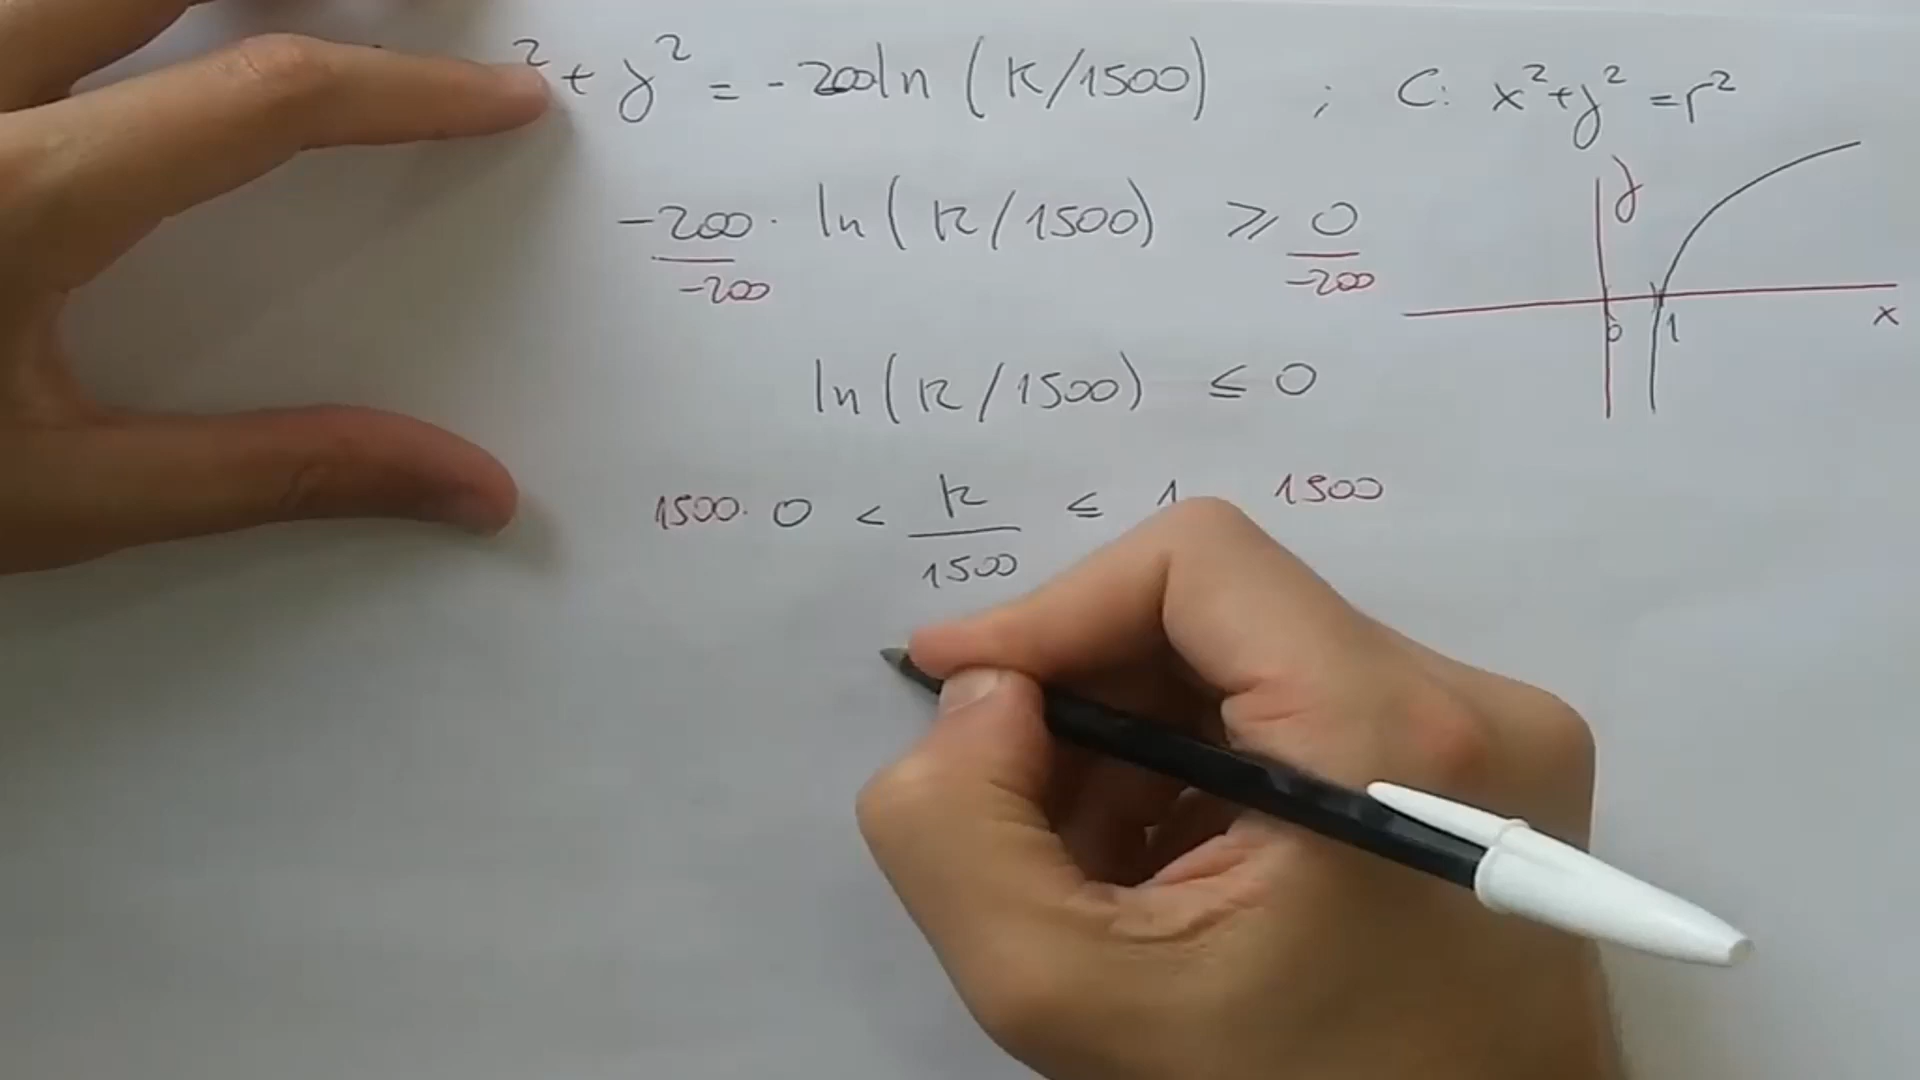 ² + y² = -200ln (K/1500) ; C: x² + y² = r²
-200 · ln (K/1500) ≥ 0
-200 -200
ln (K/1500) ≤ 0
1500· 0 < K/1500 ≤ 1 1500
y
0 1 x